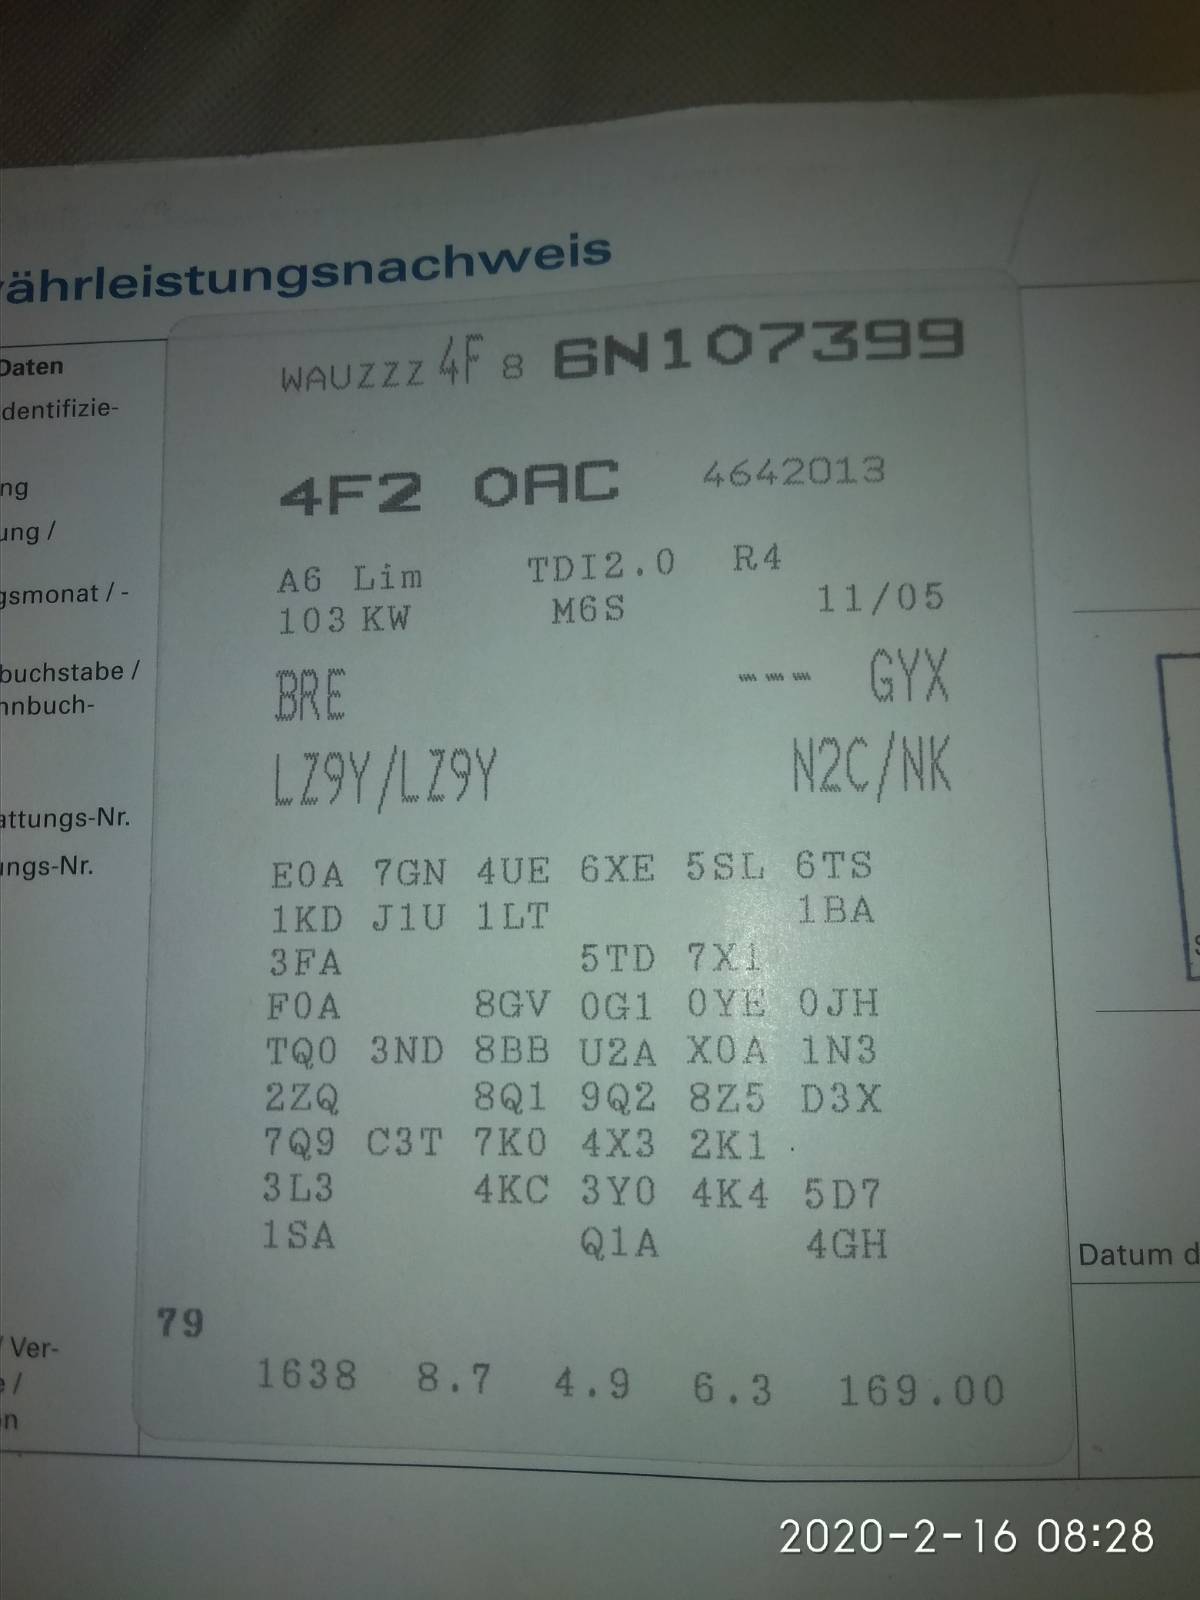 ährleistungsnachweis
Daten
dentifizie-
ng
ung /
gsmonat / -
buchstabe /
nnbuch-
attungs-Nr.
ungs-Nr.
/ Ver-
e /
on
WAUZZZ 4F 8 6N107399
4F2 0AC 4642013
A6 Lim TDI2.0 R4
103 KW M6S 11/05
BRE --- GYX
LZ9Y/LZ9Y N2C/NK
E0A 7GN 4UE 6XE 5SL 6TS
1KD J1U 1LT 1BA
3FA 5TD 7X1
F0A 8GV 0G1 0YE 0JH
TQ0 3ND 8BB U2A X0A 1N3
2ZQ 8Q1 9Q2 8Z5 D3X
7Q9 C3T 7K0 4X3 2K1
3L3 4KC 3Y0 4K4 5D7
1SA Q1A 4GH
79
1638 8.7 4.9 6.3 169.00
Datum d
2020-2-16 08:28